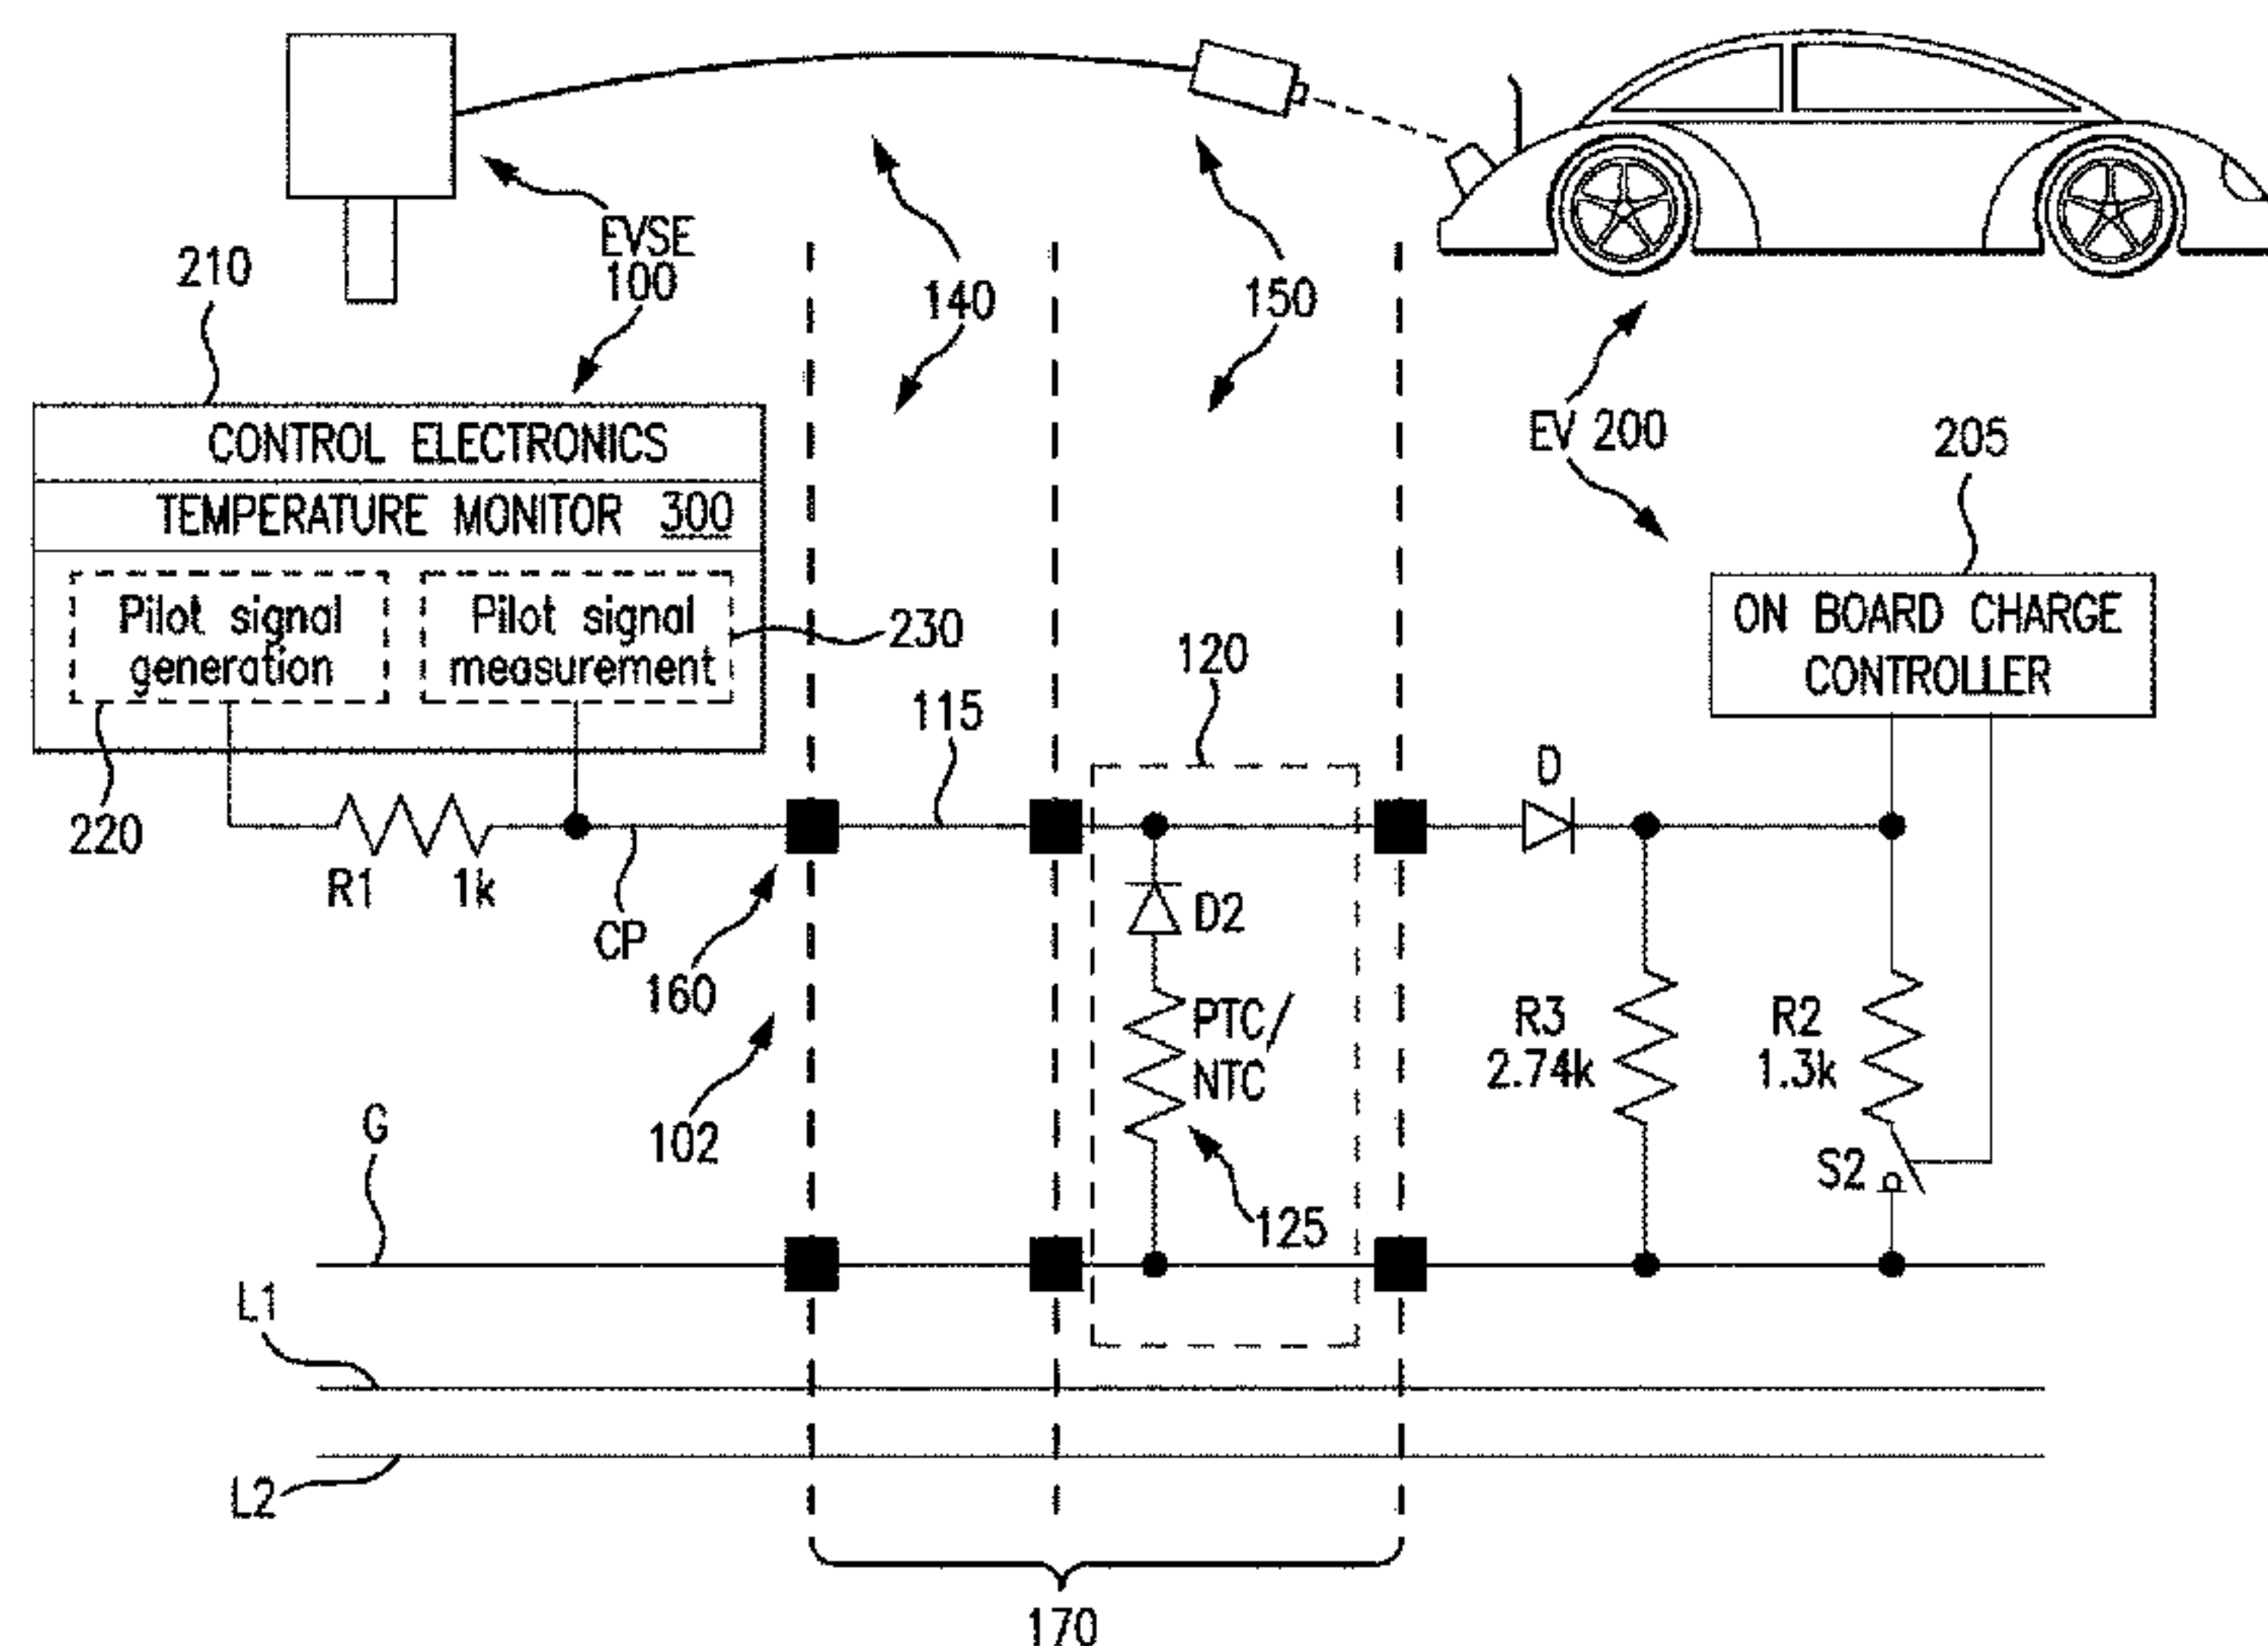 EVSE
100
210
140
150
EV 200
205
CONTROL ELECTRONICS
TEMPERATURE MONITOR 300
Pilot signal
generation
Pilot signal
measurement
230
120
115
ON BOARD CHARGE
CONTROLLER
220
R1 1k
CP
160
D
D2
PTC/
NTC
R3
2.74k
R2
1.3k
102
125
S2
G
L1
L2
170